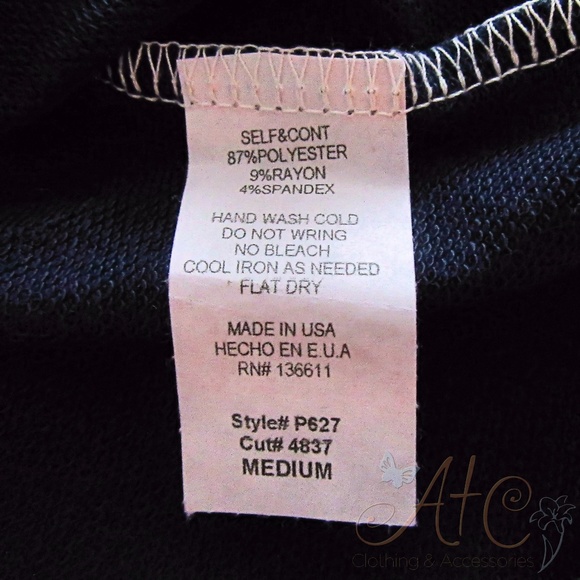 SELF&CONT
87%POLYESTER
9%RAYON
4%SPANDEX
HAND WASH COLD
DO NOT WRING
NO BLEACH
COOL IRON AS NEEDED
FLAT DRY
MADE IN USA
HECHO EN E.U.A
RN# 136611
Style# P627
Cut# 4837
MEDIUM
AtC
Clothing & Accessories